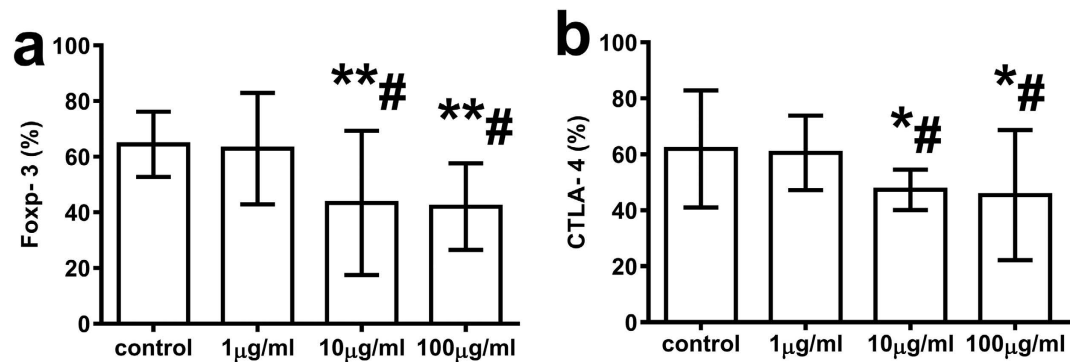 a
Foxp- 3 (%)
100
80
60
40
20
0
**#
**#
control 1μg/ml 10μg/ml 100μg/ml
b
CTLA- 4 (%)
100
80
60
40
20
0
*#
*#
control 1μg/ml 10μg/ml 100μg/ml